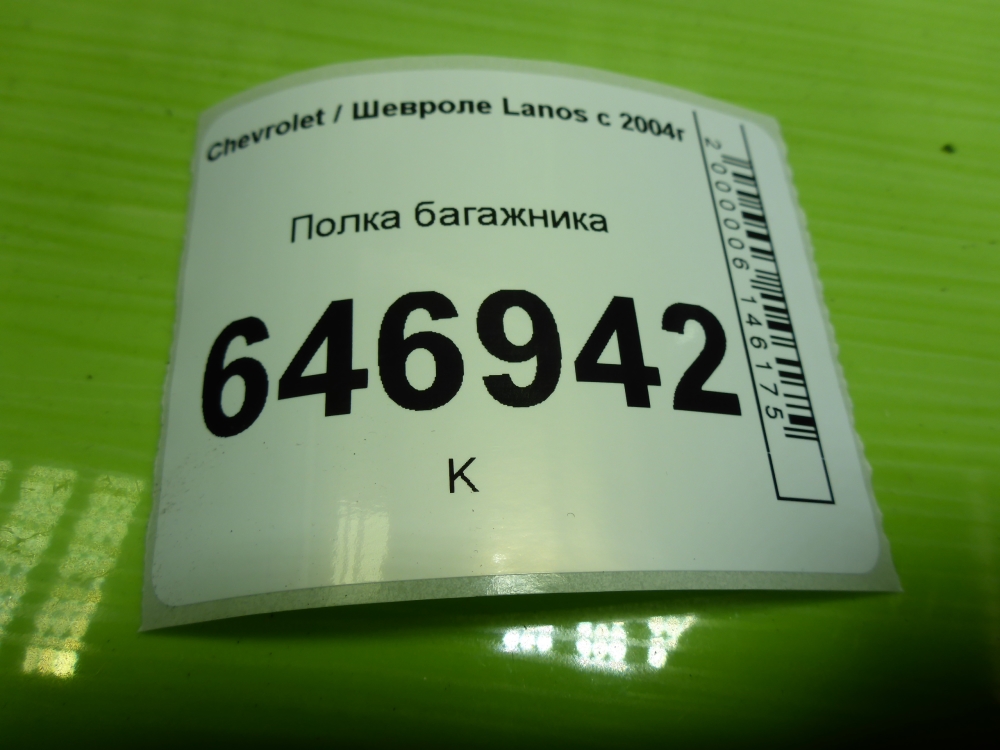 Chevrolet / Шевроле Lanos с 2004г
Полка багажника
646942
К
2000006146175